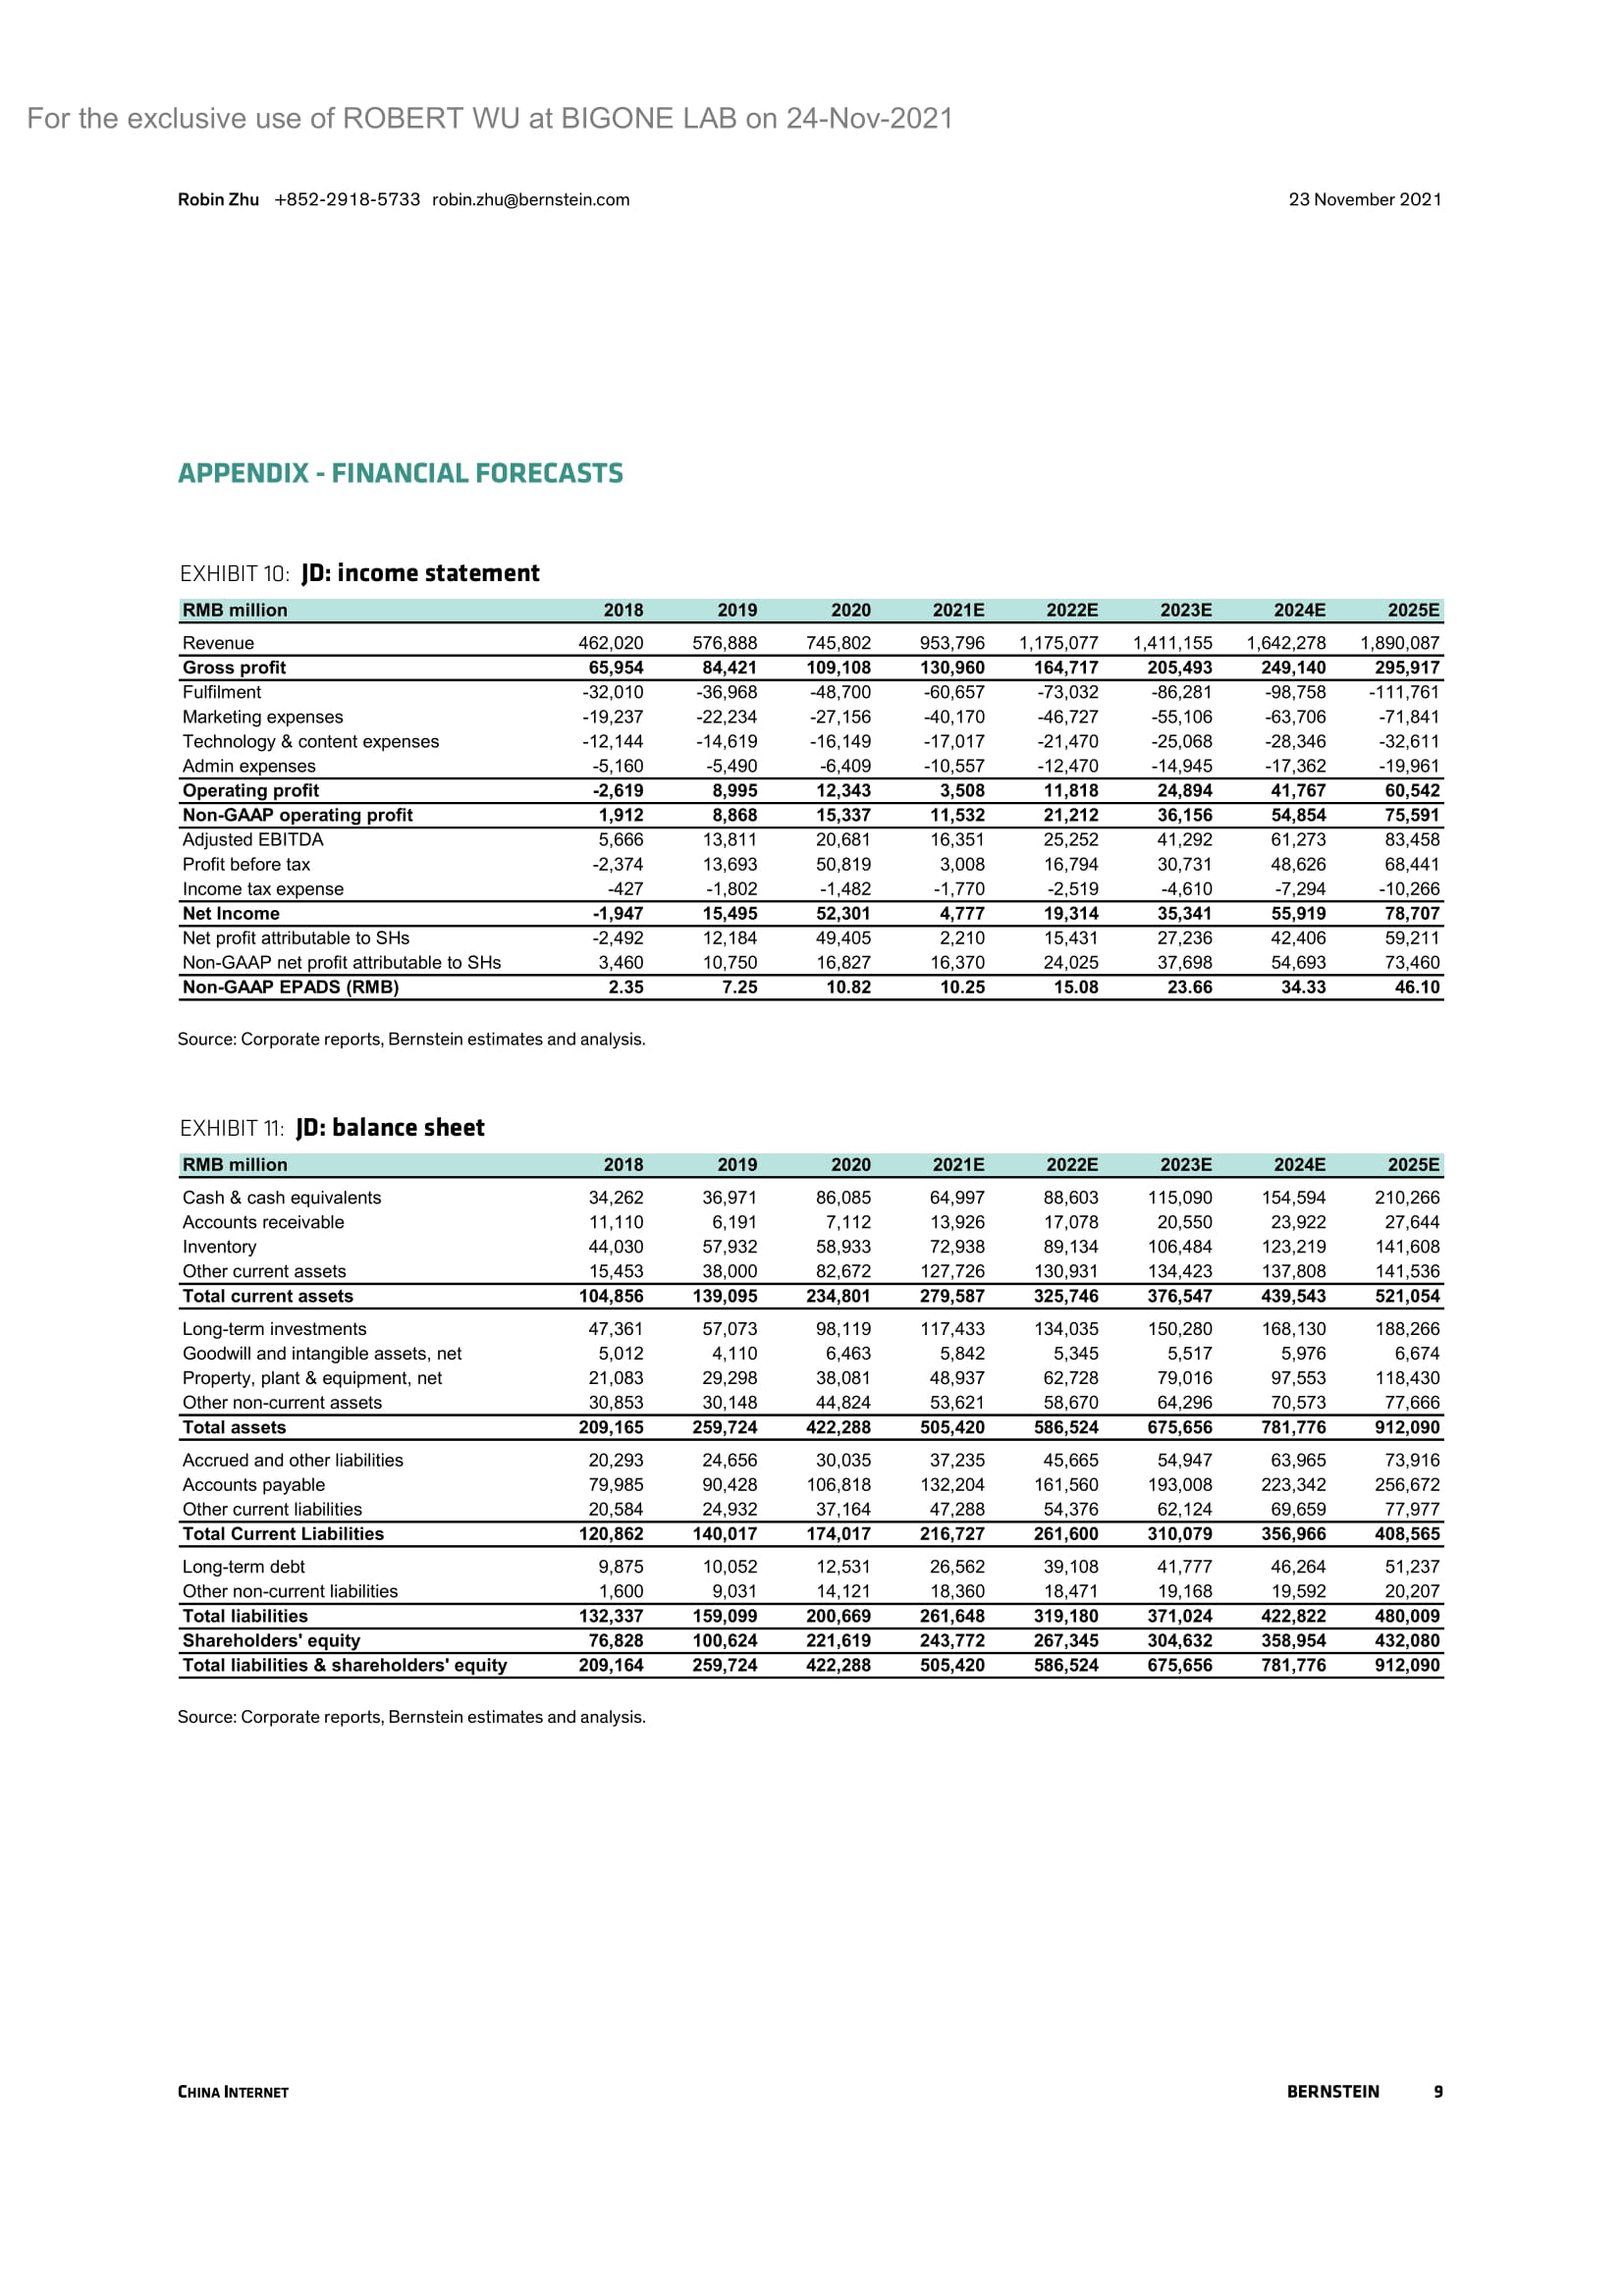 For the exclusive use of ROBERT WU at BIGONE LAB on 24-Nov-2021
Robin Zhu +852-2918-5733 robin.zhu@bernstein.com 23 November 2021
APPENDIX - FINANCIAL FORECASTS
EXHIBIT 10: JD: income statement
RMB million 2018 2019 2020 2021E 2022E 2023E 2024E 2025E
Revenue 462,020 576,888 745,802 953,796 1,175,077 1,411,155 1,642,278 1,890,087
Gross profit 65,954 84,421 109,108 130,960 164,717 205,493 249,140 295,917
Fulfilment -32,010 -36,968 -48,700 -60,657 -73,032 -86,281 -98,758 -111,761
Marketing expenses -19,237 -22,234 -27,156 -40,170 -46,727 -55,106 -63,706 -71,841
Technology & content expenses -12,144 -14,619 -16,149 -17,017 -21,470 -25,068 -28,346 -32,611
Admin expenses -5,160 -5,490 -6,409 -10,557 -12,470 -14,945 -17,362 -19,961
Operating profit -2,619 8,995 12,343 3,508 11,818 24,894 41,767 60,542
Non-GAAP operating profit 1,912 8,868 15,337 11,532 21,212 36,156 54,854 75,591
Adjusted EBITDA 5,666 13,811 20,681 16,351 25,252 41,292 61,273 83,458
Profit before tax -2,374 13,693 50,819 3,008 16,794 30,731 48,626 68,441
Income tax expense -427 -1,802 -1,482 -1,770 -2,519 -4,610 -7,294 -10,266
Net Income -1,947 15,495 52,301 4,777 19,314 35,341 55,919 78,707
Net profit attributable to SHs -2,492 12,184 49,405 2,210 15,431 27,236 42,406 59,211
Non-GAAP net profit attributable to SHs 3,460 10,750 16,827 16,370 24,025 37,698 54,693 73,460
Non-GAAP EPADS (RMB) 2.35 7.25 10.82 10.25 15.08 23.66 34.33 46.10
Source: Corporate reports, Bernstein estimates and analysis.
EXHIBIT 11: JD: balance sheet
RMB million 2018 2019 2020 2021E 2022E 2023E 2024E 2025E
Cash & cash equivalents 34,262 36,971 86,085 64,997 88,603 115,090 154,594 210,266
Accounts receivable 11,110 6,191 7,112 13,926 17,078 20,550 23,922 27,644
Inventory 44,030 57,932 58,933 72,938 89,134 106,484 123,219 141,608
Other current assets 15,453 38,000 82,672 127,726 130,931 134,423 137,808 141,536
Total current assets 104,856 139,095 234,801 279,587 325,746 376,547 439,543 521,054
Long-term investments 47,361 57,073 98,119 117,433 134,035 150,280 168,130 188,266
Goodwill and intangible assets, net 5,012 4,110 6,463 5,842 5,345 5,517 5,976 6,674
Property, plant & equipment, net 21,083 29,298 38,081 48,937 62,728 79,016 97,553 118,430
Other non-current assets 30,853 30,148 44,824 53,621 58,670 64,296 70,573 77,666
Total assets 209,165 259,724 422,288 505,420 586,524 675,656 781,776 912,090
Accrued and other liabilities 20,293 24,656 30,035 37,235 45,665 54,947 63,965 73,916
Accounts payable 79,985 90,428 106,818 132,204 161,560 193,008 223,342 256,672
Other current liabilities 20,584 24,932 37,164 47,288 54,376 62,124 69,659 77,977
Total Current Liabilities 120,862 140,017 174,017 216,727 261,600 310,079 356,966 408,565
Long-term debt 9,875 10,052 12,531 26,562 39,108 41,777 46,264 51,237
Other non-current liabilities 1,600 9,031 14,121 18,360 18,471 19,168 19,592 20,207
Total liabilities 132,337 159,099 200,669 261,648 319,180 371,024 422,822 480,009
Shareholders' equity 76,828 100,624 221,619 243,772 267,345 304,632 358,954 432,080
Total liabilities & shareholders' equity 209,164 259,724 422,288 505,420 586,524 675,656 781,776 912,090
Source: Corporate reports, Bernstein estimates and analysis.
CHINA INTERNET BERNSTEIN 9